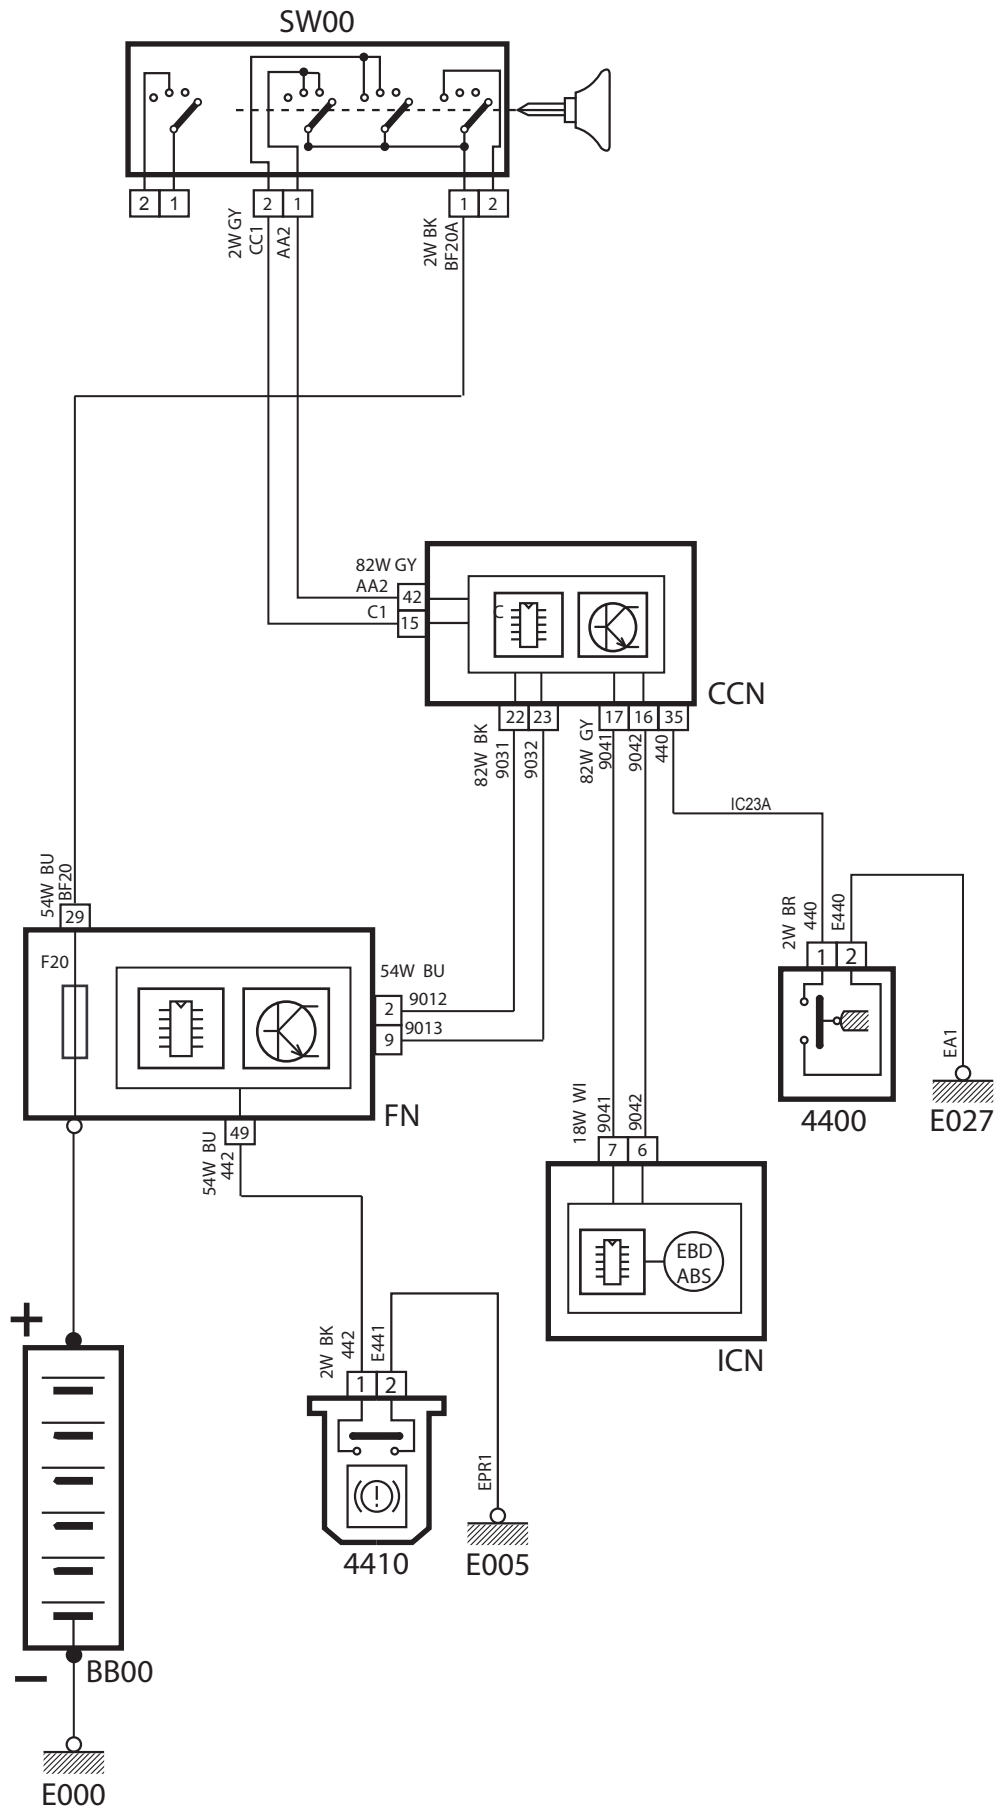 SW00
2 1
2 1
1 2
2W GY
CC1
AA2
2W BK
BF20A
82W GY
AA2
42
C1
15
C
CCN
22 23
17 16 35
82W BK
9031
9032
82W GY
9041
9042
440
IC23A
54W BU
BF20
29
F20
54W BU
2
9012
9
9013
FN
49
54W BU
442
2W BR
440
E440
1 2
4400
EA1
E027
18W WI
9041
9042
7 6
EBD
ABS
ICN
+
2W BK
442
E441
1 2
!
4410
EPR1
E005
−
BB00
E000